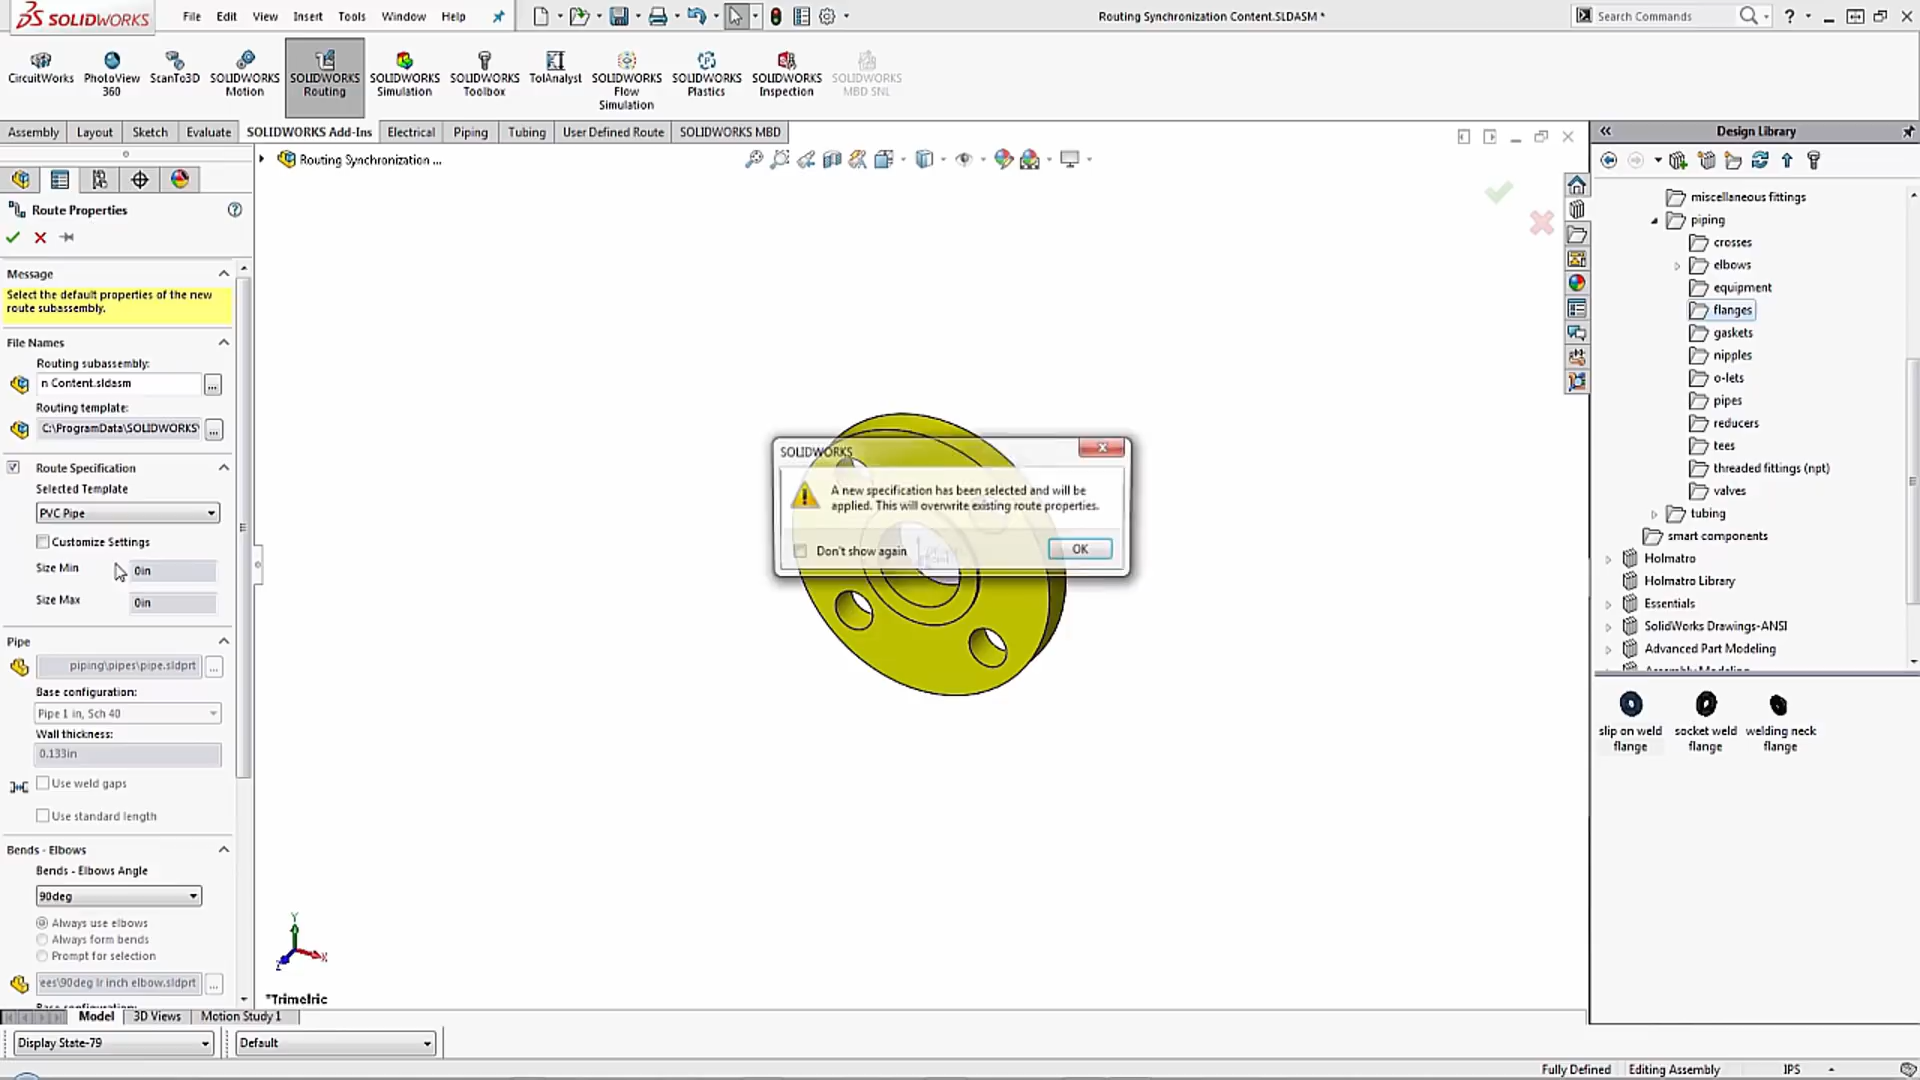 SOLIDWORKS
File Edit View Insert Tools Window Help
Routing Synchronization Content.SLDASM *
Search Commands
CircuitWorks
PhotoView 360
ScanTo3D
SOLIDWORKS Motion
SOLIDWORKS Routing
SOLIDWORKS Simulation
SOLIDWORKS Toolbox
TolAnalyst
SOLIDWORKS Flow Simulation
SOLIDWORKS Plastics
SOLIDWORKS Inspection
SOLIDWORKS MBD SNL
Assembly Layout Sketch Evaluate SOLIDWORKS Add-Ins Electrical Piping Tubing User Defined Route SOLIDWORKS MBD
Routing Synchronization ...
Route Properties
Message
Select the default properties of the new
route subassembly.
File Names
Routing subassembly:
n Content.sldasm
...
Routing template:
C:\ProgramData\SOLIDWORKS\
...
Route Specification
Selected Template
PVC Pipe
Customize Settings
Size Min 0in
Size Max 0in
Pipe
piping\pipes\pipe.sldprt
...
Base configuration:
Pipe 1 in, Sch 40
Wall thickness:
0.133in
Use weld gaps
Use standard length
Bends - Elbows
Bends - Elbows Angle
90deg
Always use elbows
Always form bends
Prompt for selection
ees\90deg lr inch elbow.sldprt
...
Base configuration:
SOLIDWORKS
A new specification has been selected and will be
applied. This will overwrite existing route properties.
Don't show again
OK
Y
X
Z
*Trimetric
Model 3D Views Motion Study 1
Display State-79
Default
Design Library
miscellaneous fittings
piping
crosses
elbows
equipment
flanges
gaskets
nipples
o-lets
pipes
reducers
tees
threaded fittings (npt)
valves
tubing
smart components
Holmatro
Holmatro Library
Essentials
SolidWorks Drawings-ANSI
Advanced Part Modeling
Assembly Modeling
slip on weld flange
socket weld flange
welding neck flange
Fully Defined Editing Assembly IPS